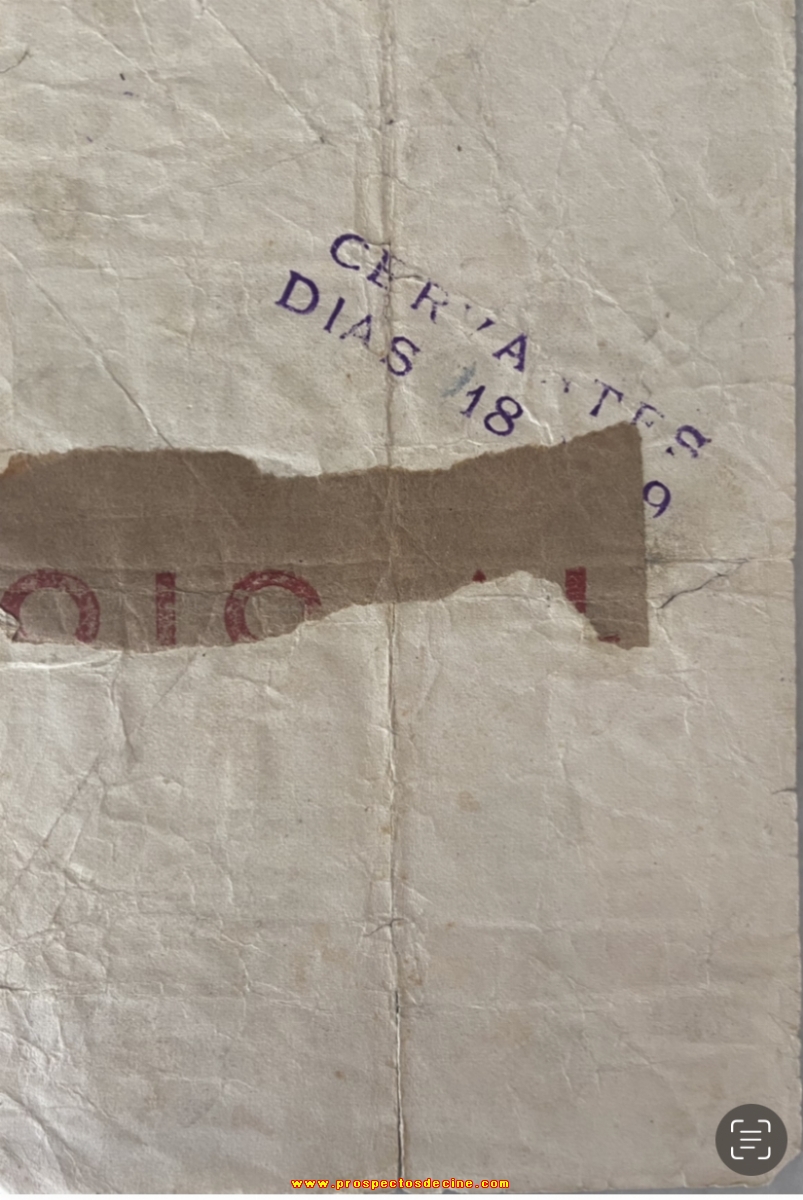 CERVANTES
DIAS 18
9
www.prospectosdecine.com